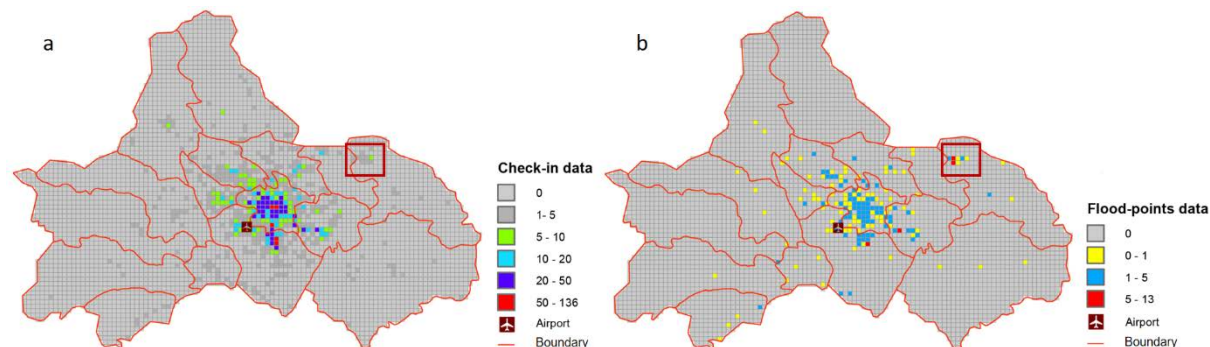 a
Check-in data
0
1- 5
5 - 10
10 - 20
20 - 50
50 - 136
Airport
Boundary
b
Flood-points data
0
0 - 1
1 - 5
5 - 13
Airport
Boundary